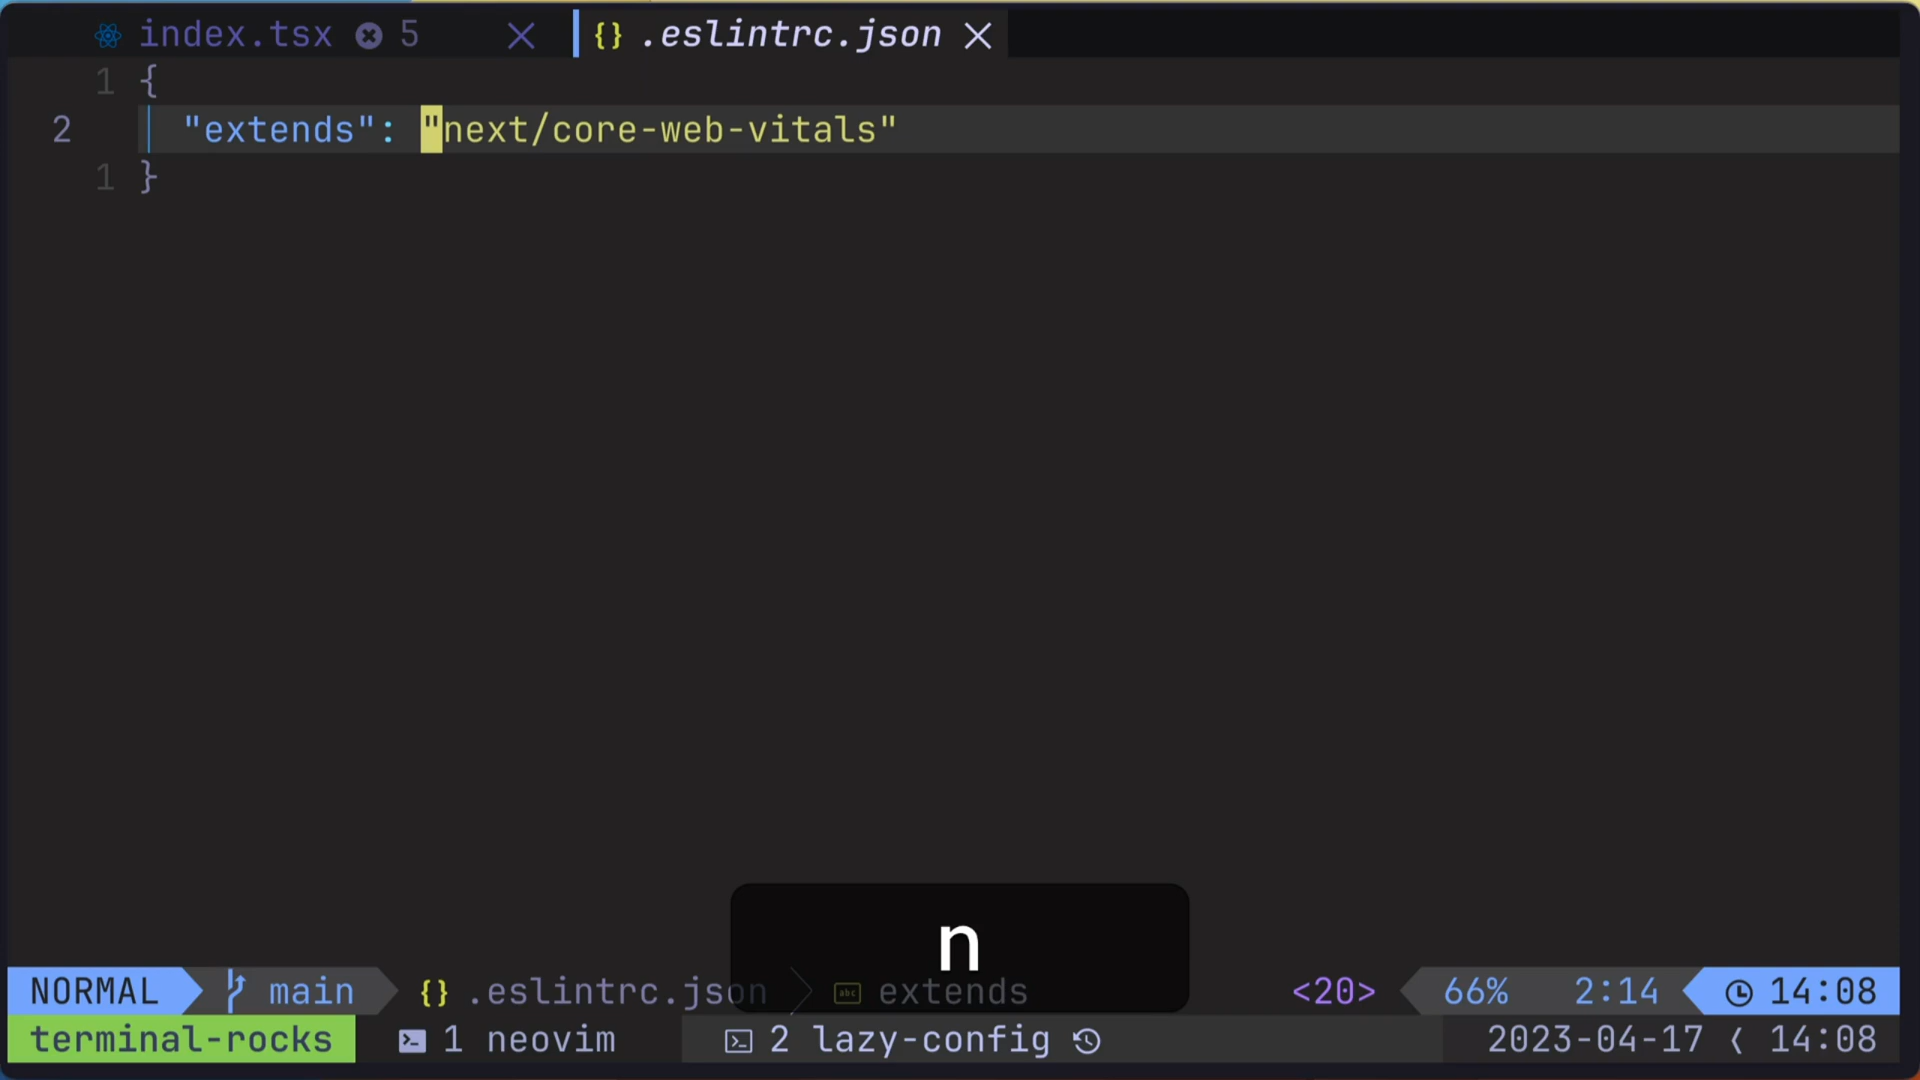 index.tsx 5 .eslintrc.json
1 {
2 "extends": "next/core-web-vitals"
1 }
n
NORMAL main {} .eslintrc.json abc extends <20> 66% 2:14 14:08
terminal-rocks 1 neovim 2 lazy-config 2023-04-17 14:08